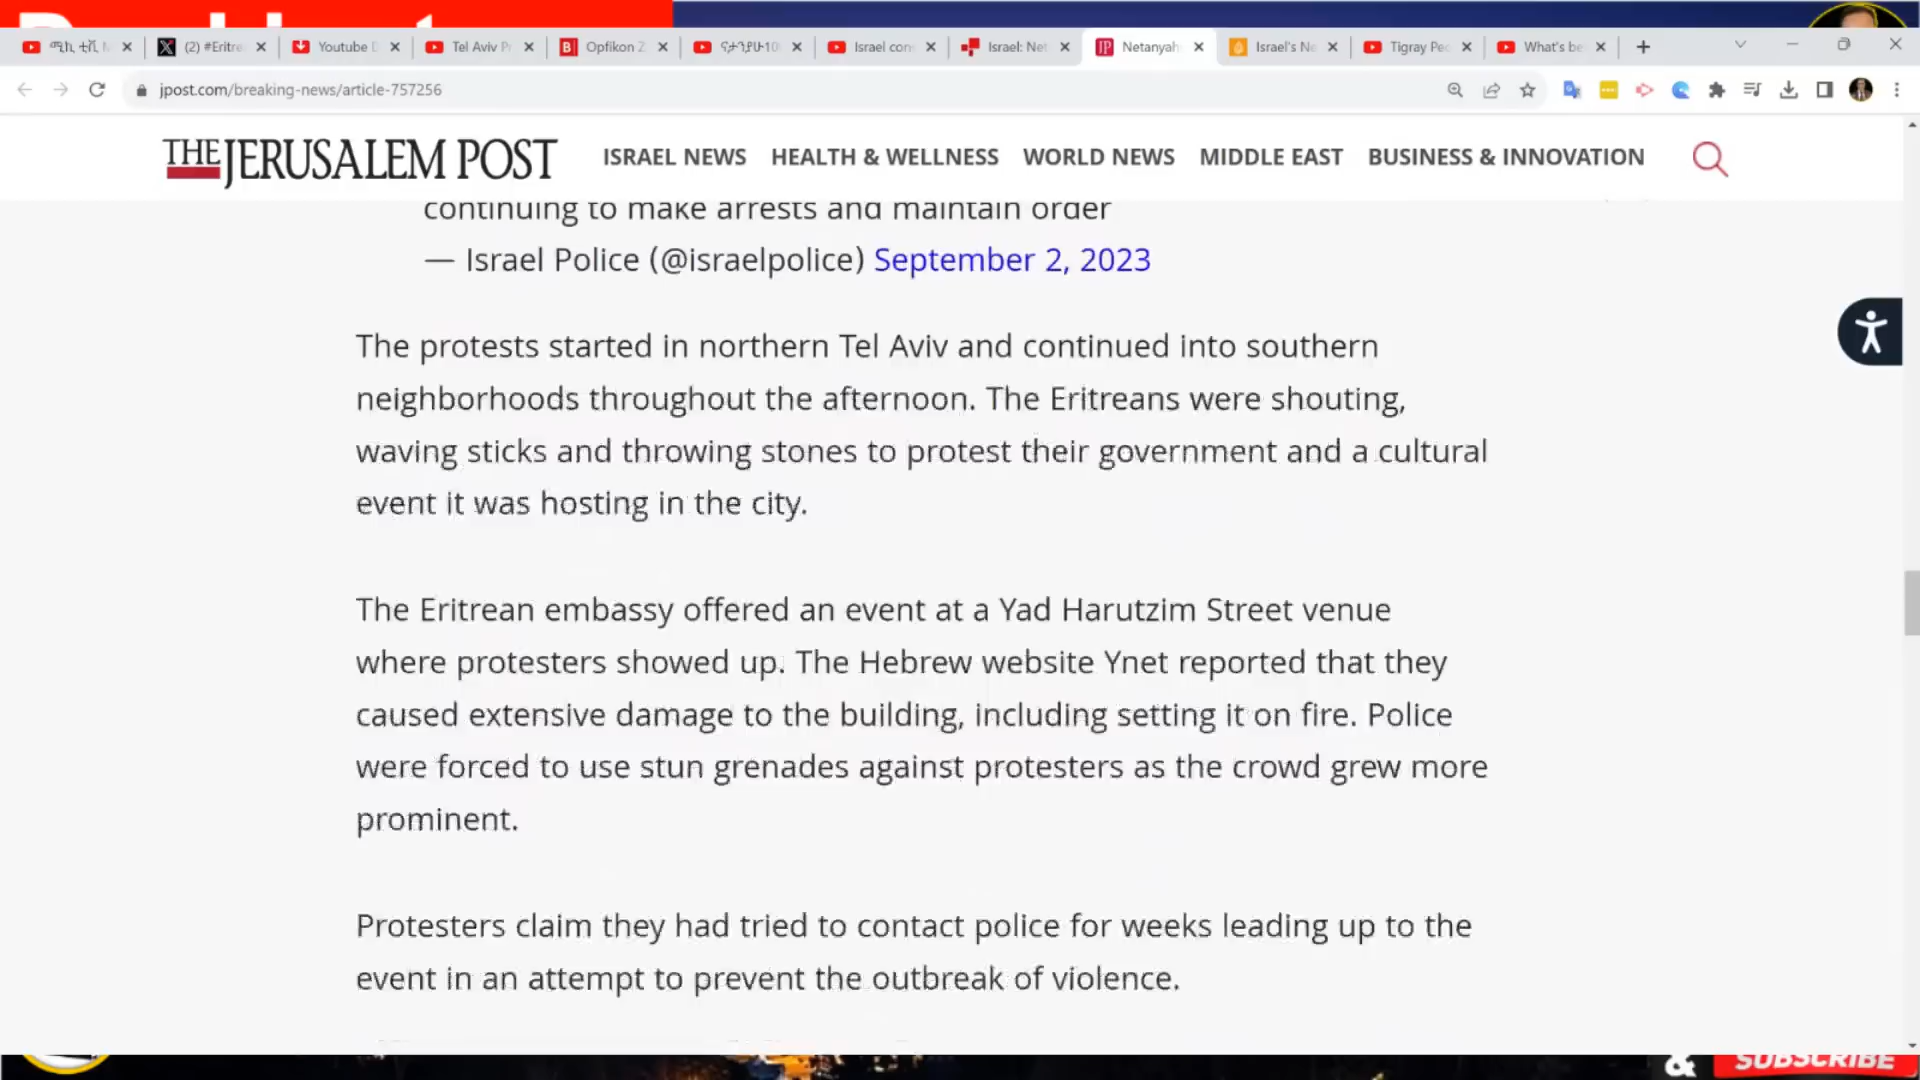 ሚኪ ቲቪ
(2) #Eritre
Youtube D
Tel Aviv Pr
Opfikon Z
ናታንያሁ10
Israel con
Israel: Net
Netanyah
Israel's Ne
Tigray Pec
What's be
jpost.com/breaking-news/article-757256
THE JERUSALEM POST
ISRAEL NEWS
HEALTH & WELLNESS
WORLD NEWS
MIDDLE EAST
BUSINESS & INNOVATION
continuing to make arrests and maintain order
— Israel Police (@israelpolice) September 2, 2023
The protests started in northern Tel Aviv and continued into southern
neighborhoods throughout the afternoon. The Eritreans were shouting,
waving sticks and throwing stones to protest their government and a cultural
event it was hosting in the city.
The Eritrean embassy offered an event at a Yad Harutzim Street venue
where protesters showed up. The Hebrew website Ynet reported that they
caused extensive damage to the building, including setting it on fire. Police
were forced to use stun grenades against protesters as the crowd grew more
prominent.
Protesters claim they had tried to contact police for weeks leading up to the
event in an attempt to prevent the outbreak of violence.
& SUBSCRIBE